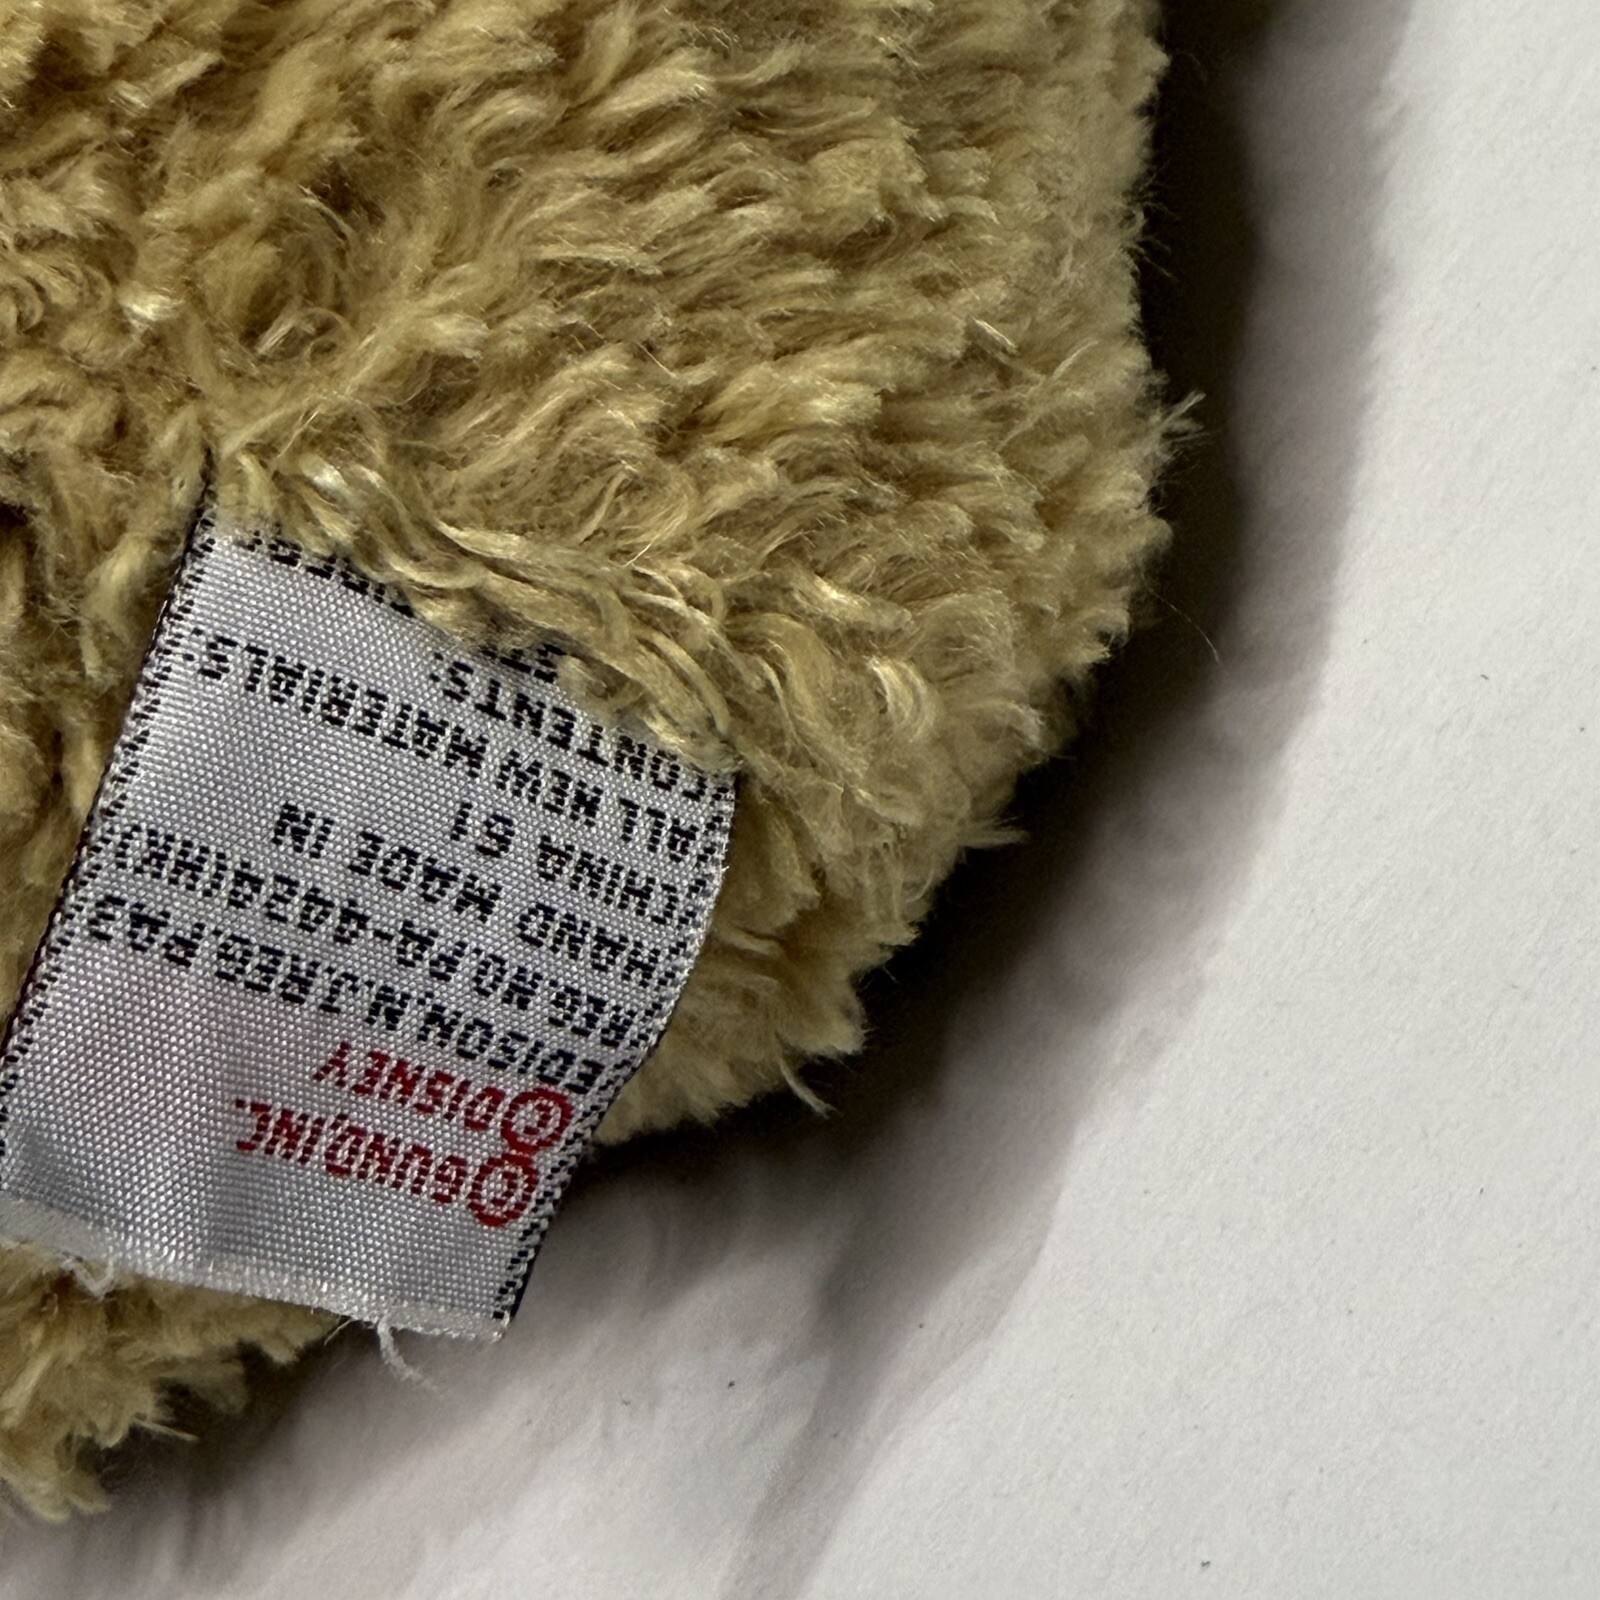 ©GUND,INC.
©DISNEY
EDISON,N.J.REG.PA3
REG.NO PA-4424(HK)
HAND MADE IN
CHINA 61
ALL NEW MATERIALS.
CONTENTS: